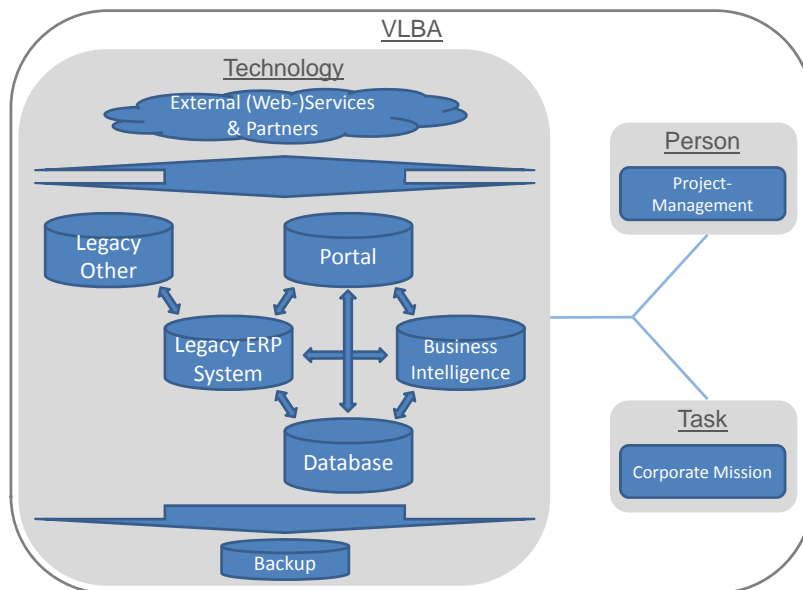 VLBA
Technology
External (Web-)Services
& Partners
Legacy
Other
Portal
Legacy ERP
System
Business
Intelligence
Database
Backup
Person
Project-
Management
Task
Corporate Mission